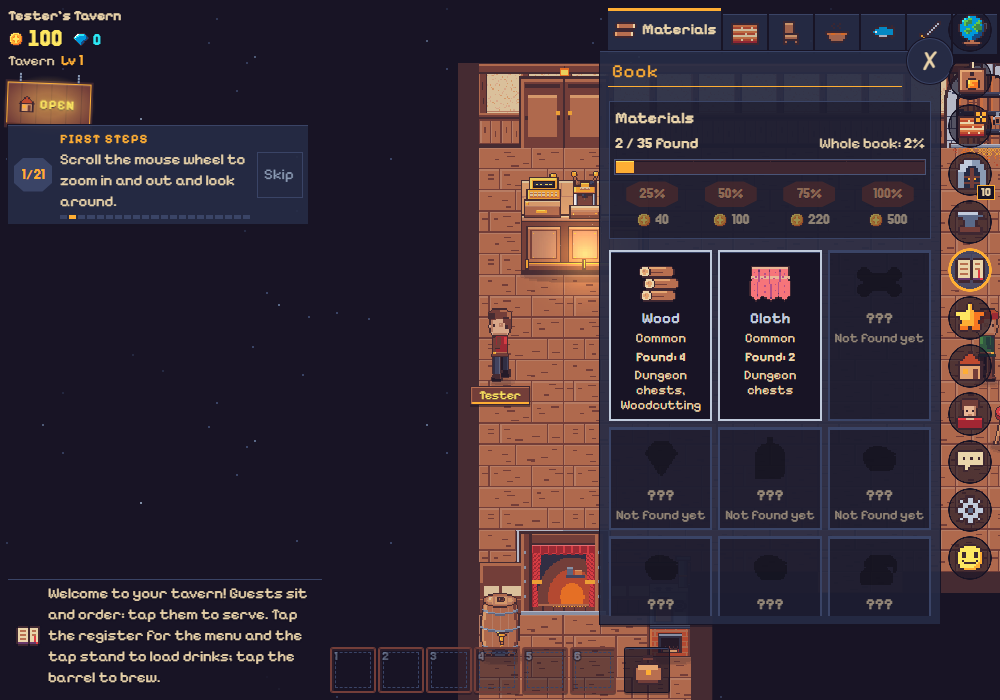 Tester's Tavern
100 0
Tavern Lv 1
OPEN
FIRST STEPS
1/21
Scroll the mouse wheel to
zoom in and out and look
around.
Skip
Materials
X
Book
Materials
2 / 35 found
Whole book: 2%
25% 50% 75% 100%
40 100 220 500
10
Wood
Common
Found: 4
Dungeon
chests,
Woodcutting
Cloth
Common
Found: 2
Dungeon
chests
???
Not found yet
???
Not found yet
???
Not found yet
???
Not found yet
???
???
???
Tester
Welcome to your tavern! Guests sit
and order: tap them to serve. Tap
the register for the menu and the
tap stand to load drinks; tap the
barrel to brew.
1 2 3 4 5 6